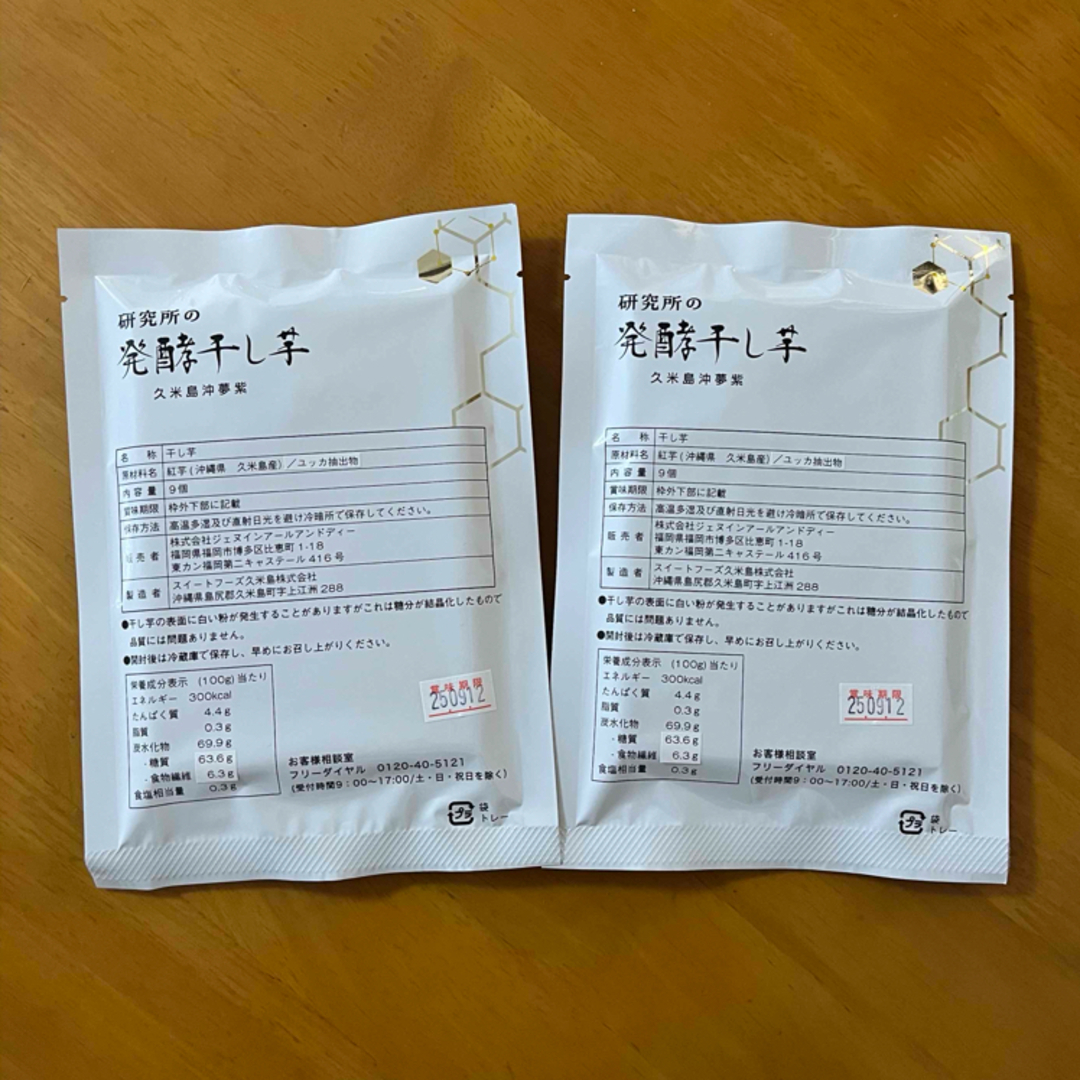 研究所の
発酵干し芋
久米島沖夢紫
名 称 干し芋
原材料名 紅芋(沖縄県 久米島産)/ユッカ抽出物
内容量 9個
賞味期限 枠外下部に記載
保存方法 高温多湿及び直射日光を避け冷暗所で保存してください。
販売者 株式会社ジェヌインアールアンドディー
福岡県福岡市博多区比恵町1-18
東カン福岡第二キャステール416号
製造者 スイートフーズ久米島株式会社
沖縄県島尻郡久米島町字上江洲288
●干し芋の表面に白い粉が発生することがありますがこれは糖分が結晶化したもので
品質には問題ありません。
●開封後は冷蔵庫で保存し、早めにお召し上がりください。
栄養成分表示 (100g)当たり
エネルギー 300kcal
たんぱく質 4.4g
脂質 0.3g
炭水化物 69.9g
-糖質 63.6g
-食物繊維 6.3g
食塩相当量 0.3g
賞味期限
250912
お客様相談室
フリーダイヤル 0120-40-5121
(受付時間9:00〜17:00/土・日・祝日を除く)
プラ 袋
トレー
研究所の
発酵干し芋
久米島沖夢紫
名 称 干し芋
原材料名 紅芋(沖縄県 久米島産)/ユッカ抽出物
内容量 9個
賞味期限 枠外下部に記載
保存方法 高温多湿及び直射日光を避け冷暗所で保存してください。
販売者 株式会社ジェヌインアールアンドディー
福岡県福岡市博多区比恵町1-18
東カン福岡第二キャステール416号
製造者 スイートフーズ久米島株式会社
沖縄県島尻郡久米島町字上江洲288
●干し芋の表面に白い粉が発生することがありますがこれは糖分が結晶化したもので
品質には問題ありません。
●開封後は冷蔵庫で保存し、早めにお召し上がりください。
栄養成分表示 (100g)当たり
エネルギー 300kcal
たんぱく質 4.4g
脂質 0.3g
炭水化物 69.9g
-糖質 63.6g
-食物繊維 6.3g
食塩相当量 0.3g
賞味期限
250912
お客様相談室
フリーダイヤル 0120-40-5121
(受付時間9:00〜17:00/土・日・祝日を除く)
プラ 袋
トレー